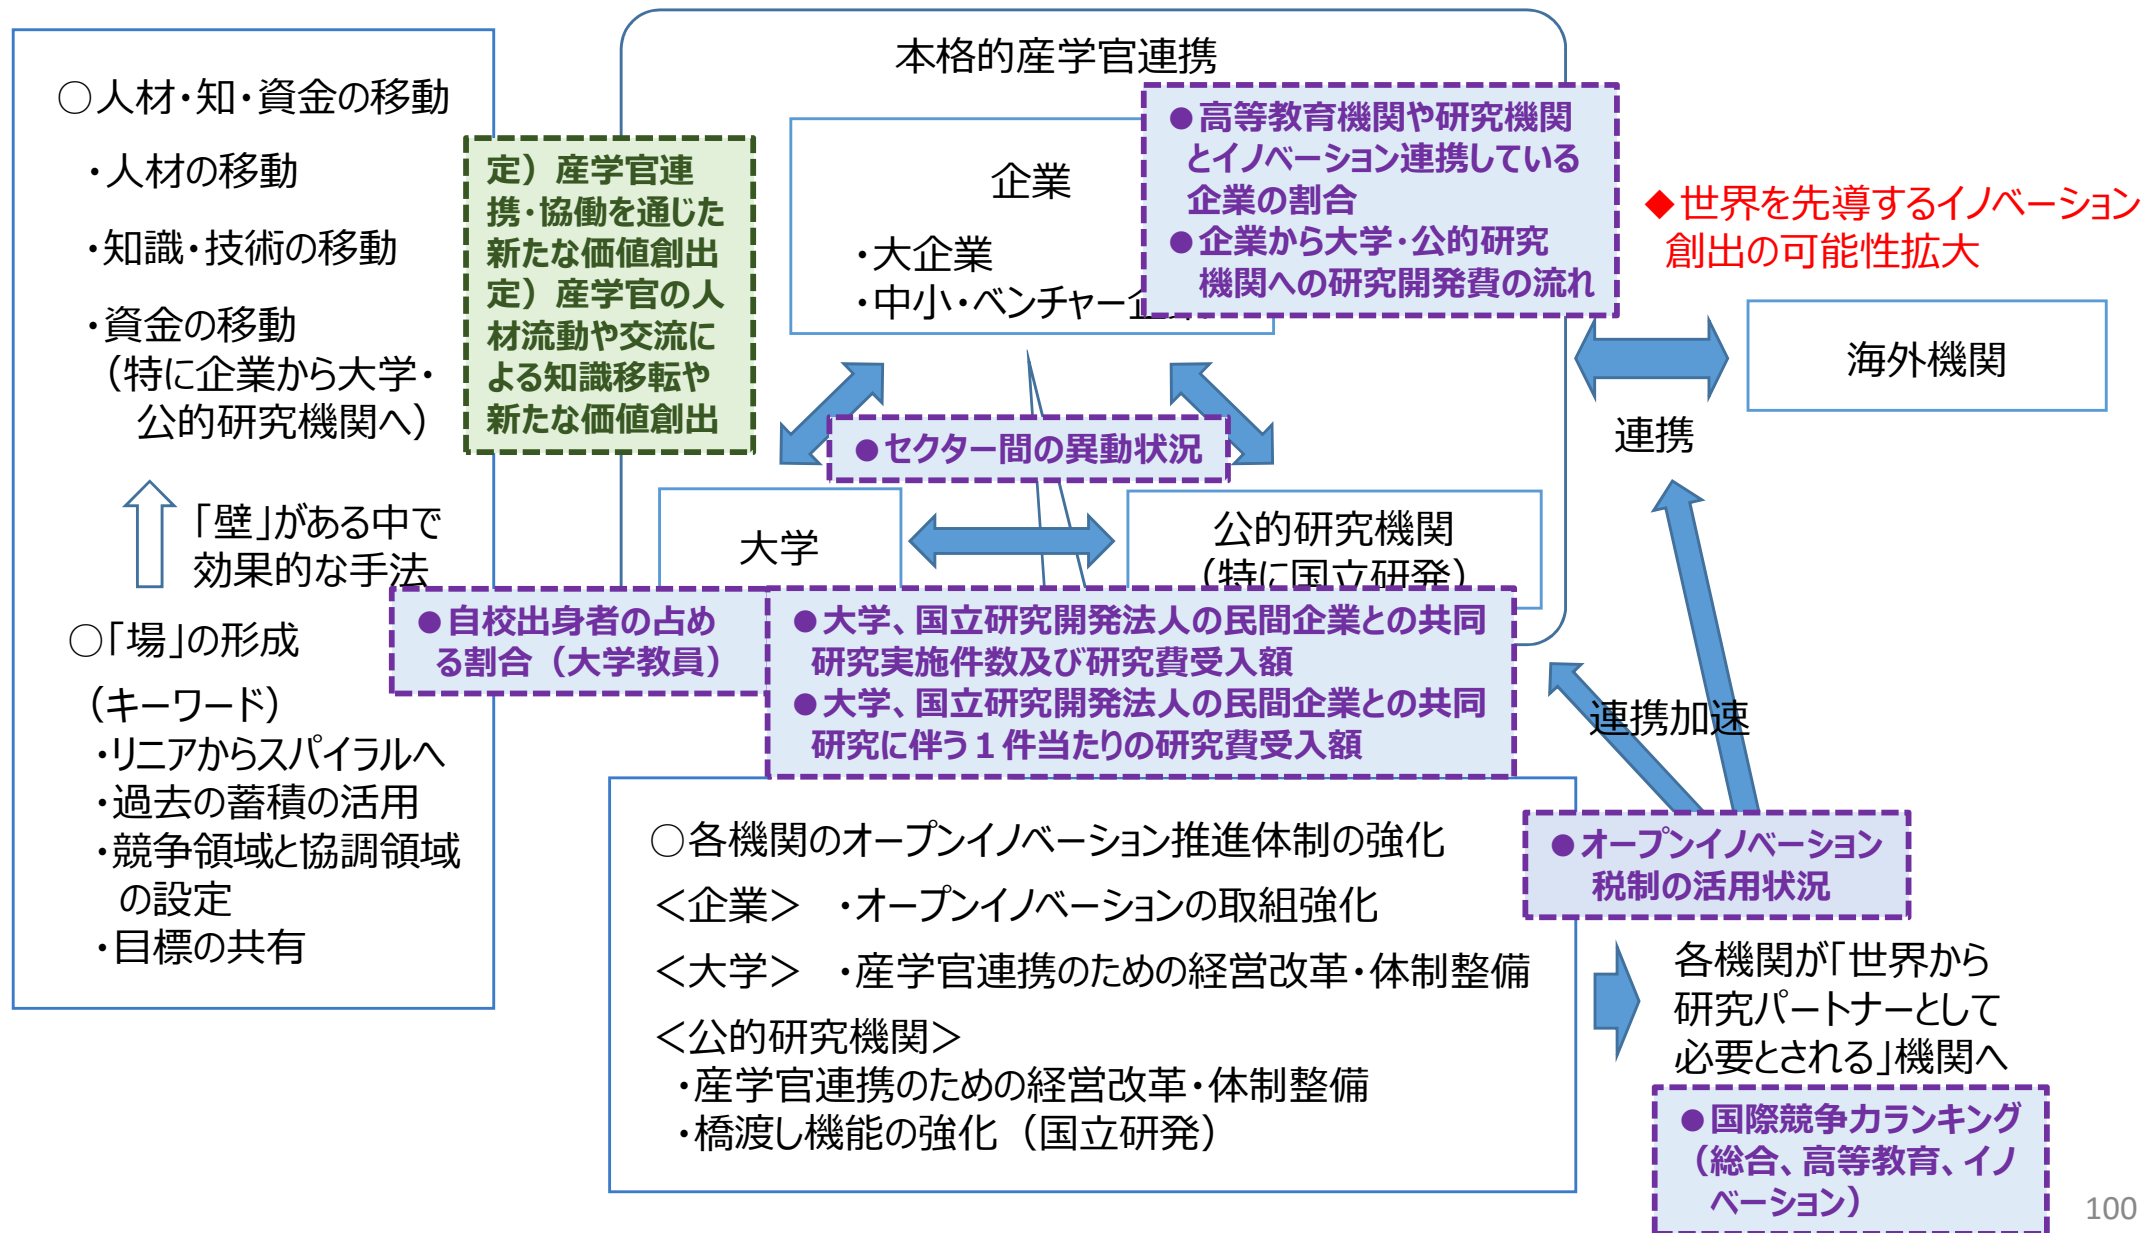 ○人材・知・資金の移動
・人材の移動
・知識・技術の移動
・資金の移動
（特に企業から大学・
公的研究機関へ）
「壁」がある中で
効果的な手法
○「場」の形成
（キーワード）
・リニアからスパイラルへ
・過去の蓄積の活用
・競争領域と協調領域
の設定
・目標の共有
定）産学官連
携・協働を通じた
新たな価値創出
定）産学官の人
材流動や交流に
よる知識移転や
新たな価値創出
本格的産学官連携
企業
・大企業
・中小・ベンチャー企業
●高等教育機関や研究機関
とイノベーション連携している
企業の割合
●企業から大学・公的研究
機関への研究開発費の流れ
●セクター間の異動状況
大学
公的研究機関
（特に国立研発）
●自校出身者の占め
る割合（大学教員）
●大学、国立研究開発法人の民間企業との共同
研究実施件数及び研究費受入額
●大学、国立研究開発法人の民間企業との共同
研究に伴う１件当たりの研究費受入額
◆世界を先導するイノベーション
創出の可能性拡大
海外機関
連携
連携加速
○各機関のオープンイノベーション推進体制の強化
＜企業＞　・オープンイノベーションの取組強化
＜大学＞　・産学官連携のための経営改革・体制整備
＜公的研究機関＞
・産学官連携のための経営改革・体制整備
・橋渡し機能の強化（国立研発）
●オープンイノベーション
税制の活用状況
各機関が「世界から
研究パートナーとして
必要とされる」機関へ
●国際競争力ランキング
（総合、高等教育、イノ
ベーション）
100